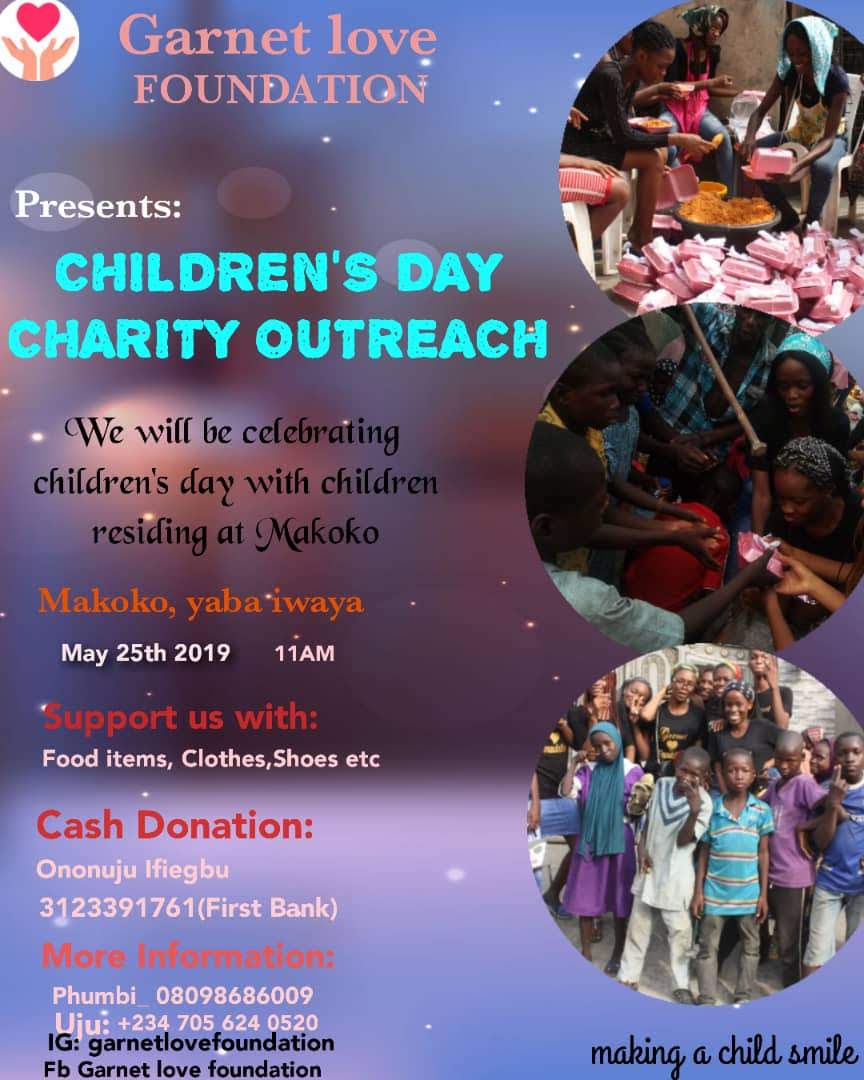 Garnet love
FOUNDATION
Presents:
CHILDREN'S DAY
CHARITY OUTREACH
We will be celebrating
children's day with children
residing at Makoko
Makoko, yaba iwaya
May 25th 2019 11AM
Support us with:
Food items, Clothes,Shoes etc
Cash Donation:
Ononuju Ifiegbu
3123391761(First Bank)
More Information:
Phumbi_ 08098686009
Uju: +234 705 624 0520
IG: garnetlovefoundation
Fb Garnet love foundation
making a child smile